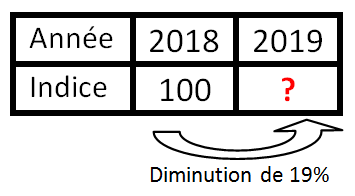 Année 2018 2019
Indice 100 ?
Diminution de 19%